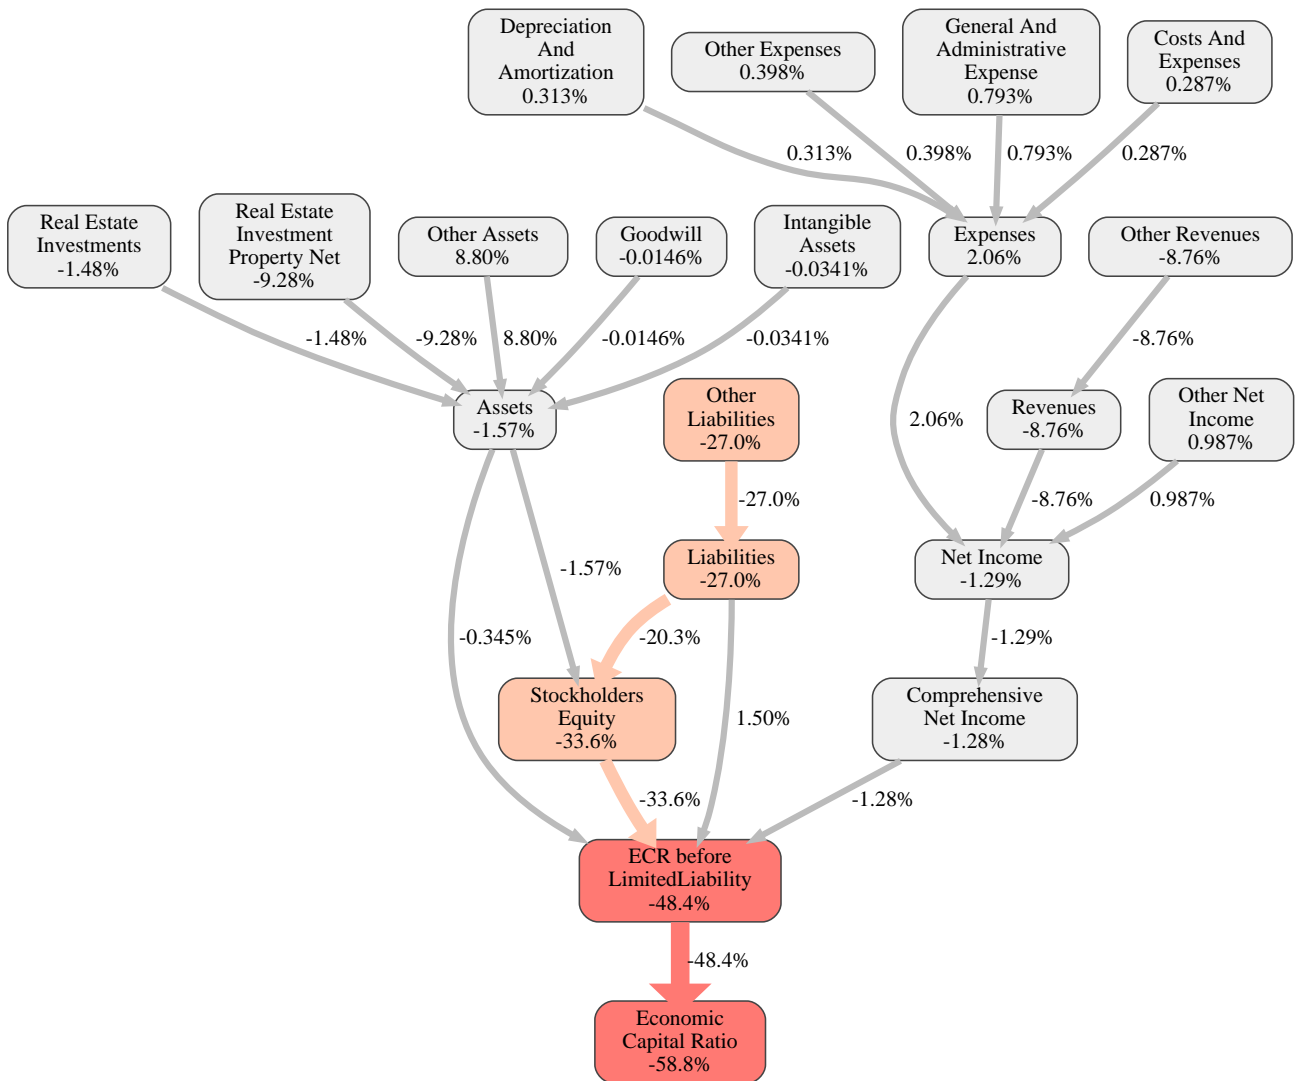 Depreciation
And
Amortization
0.313%
Other Expenses
0.398%
General And
Administrative
Expense
0.793%
Costs And
Expenses
0.287%
0.313%
0.398%
0.793%
0.287%
Real Estate
Investments
-1.48%
Real Estate
Investment
Property Net
-9.28%
Other Assets
8.80%
Goodwill
-0.0146%
Intangible
Assets
-0.0341%
Expenses
2.06%
Other Revenues
-8.76%
-1.48%
-9.28%
8.80%
-0.0146%
-0.0341%
-8.76%
Assets
-1.57%
Other
Liabilities
-27.0%
2.06%
Revenues
-8.76%
Other Net
Income
0.987%
-27.0%
-8.76%
0.987%
-1.57%
Liabilities
-27.0%
Net Income
-1.29%
-0.345%
-20.3%
-1.29%
Stockholders
Equity
-33.6%
1.50%
Comprehensive
Net Income
-1.28%
-33.6%
-1.28%
ECR before
LimitedLiability
-48.4%
-48.4%
Economic
Capital Ratio
-58.8%